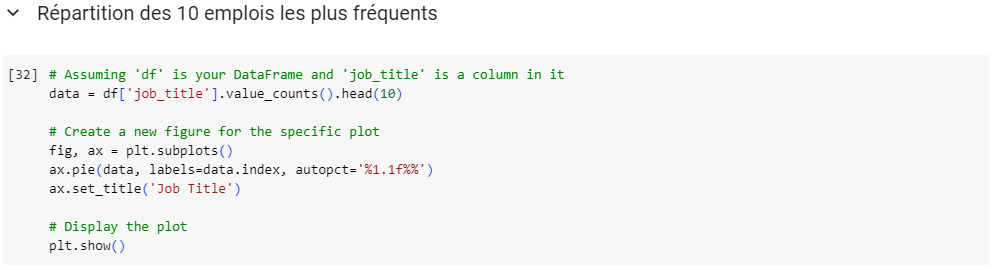 Répartition des 10 emplois les plus fréquents
[32] # Assuming 'df' is your DataFrame and 'job_title' is a column in it
data = df['job_title'].value_counts().head(10)
# Create a new figure for the specific plot
fig, ax = plt.subplots()
ax.pie(data, labels=data.index, autopct='%1.1f%%')
ax.set_title('Job Title')
# Display the plot
plt.show()